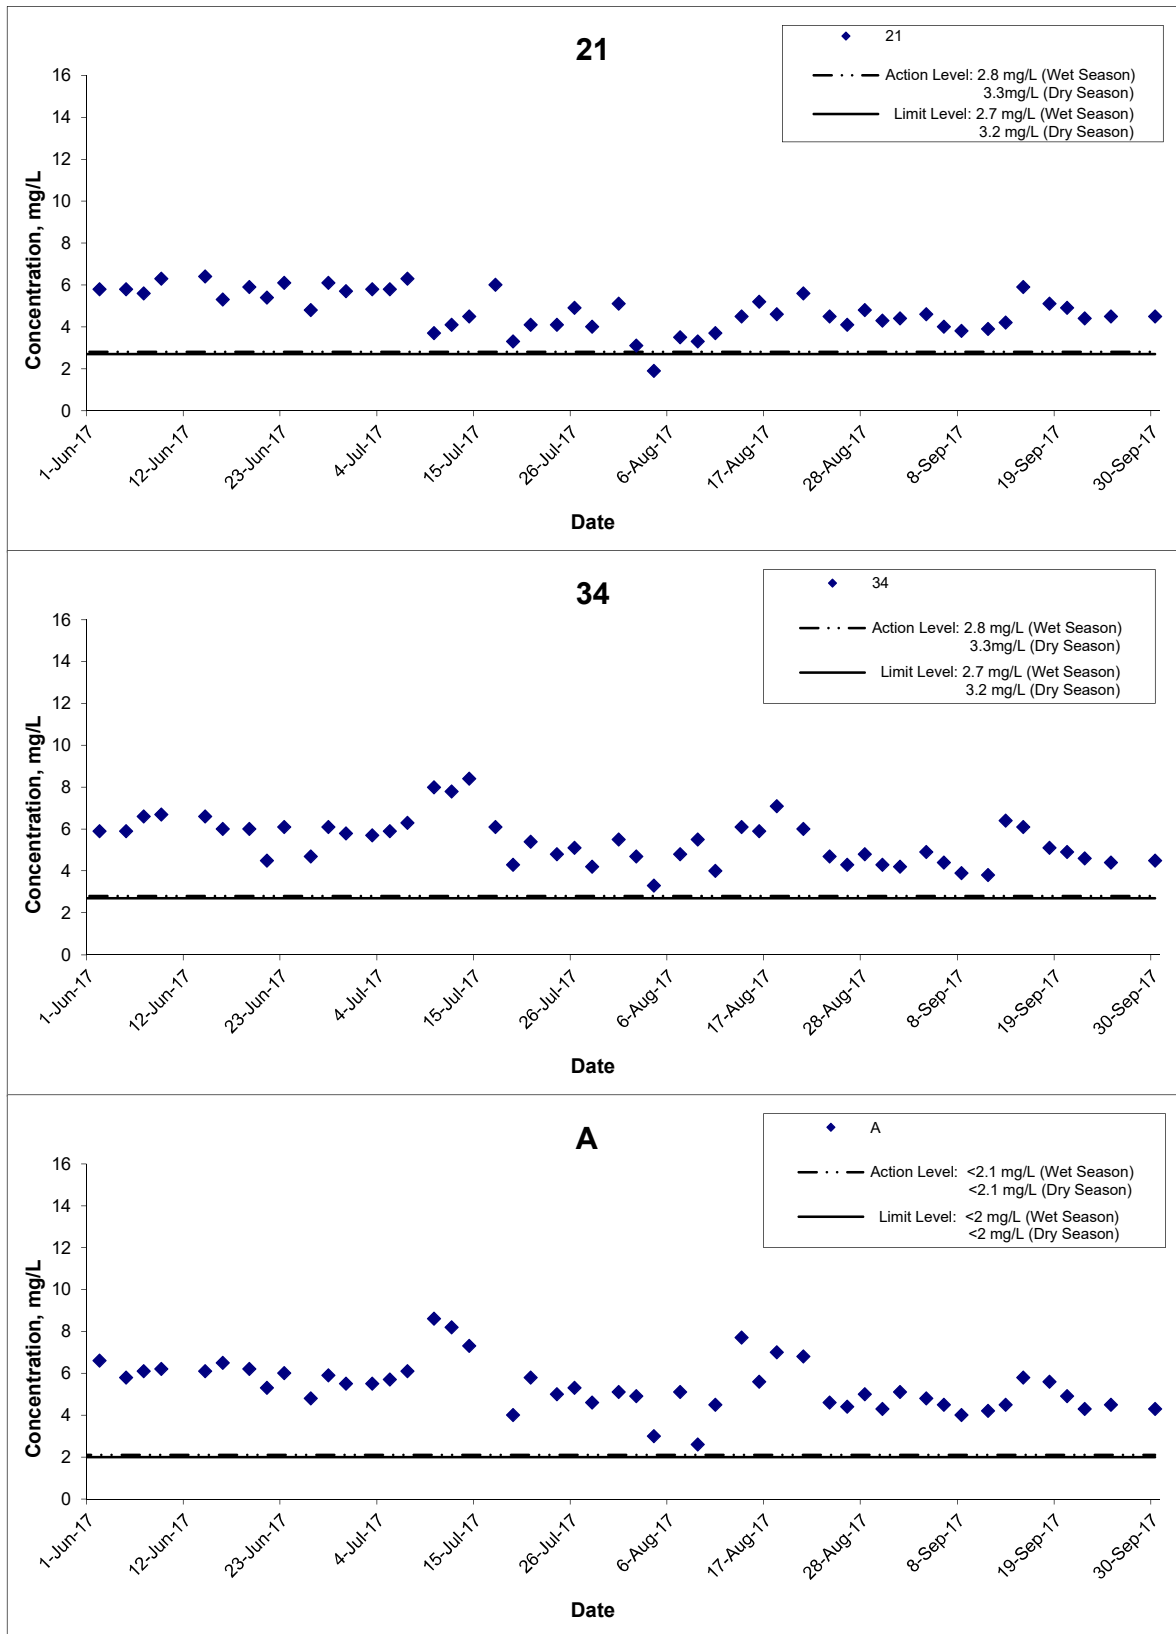 21
21
Action Level: 2.8 mg/L (Wet Season)
3.3mg/L (Dry Season)
Limit Level: 2.7 mg/L (Wet Season)
3.2 mg/L (Dry Season)
Concentration, mg/L
16
14
12
10
8
6
4
2
0
1-Jun-17
12-Jun-17
23-Jun-17
4-Jul-17
15-Jul-17
26-Jul-17
6-Aug-17
17-Aug-17
28-Aug-17
8-Sep-17
19-Sep-17
30-Sep-17
Date
34
34
Action Level: 2.8 mg/L (Wet Season)
3.3mg/L (Dry Season)
Limit Level: 2.7 mg/L (Wet Season)
3.2 mg/L (Dry Season)
Concentration, mg/L
16
14
12
10
8
6
4
2
0
1-Jun-17
12-Jun-17
23-Jun-17
4-Jul-17
15-Jul-17
26-Jul-17
6-Aug-17
17-Aug-17
28-Aug-17
8-Sep-17
19-Sep-17
30-Sep-17
Date
A
A
Action Level: <2.1 mg/L (Wet Season)
<2.1 mg/L (Dry Season)
Limit Level: <2 mg/L (Wet Season)
<2 mg/L (Dry Season)
Concentration, mg/L
16
14
12
10
8
6
4
2
0
1-Jun-17
12-Jun-17
23-Jun-17
4-Jul-17
15-Jul-17
26-Jul-17
6-Aug-17
17-Aug-17
28-Aug-17
8-Sep-17
19-Sep-17
30-Sep-17
Date